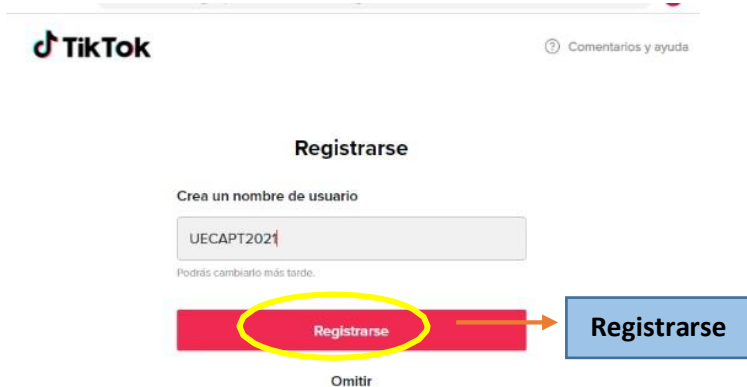 TikTok
Comentarios y ayuda
Registrarse
Crea un nombre de usuario
UECAPT2021
Podrás cambiarlo más tarde.
Registrarse
Registrarse
Omitir